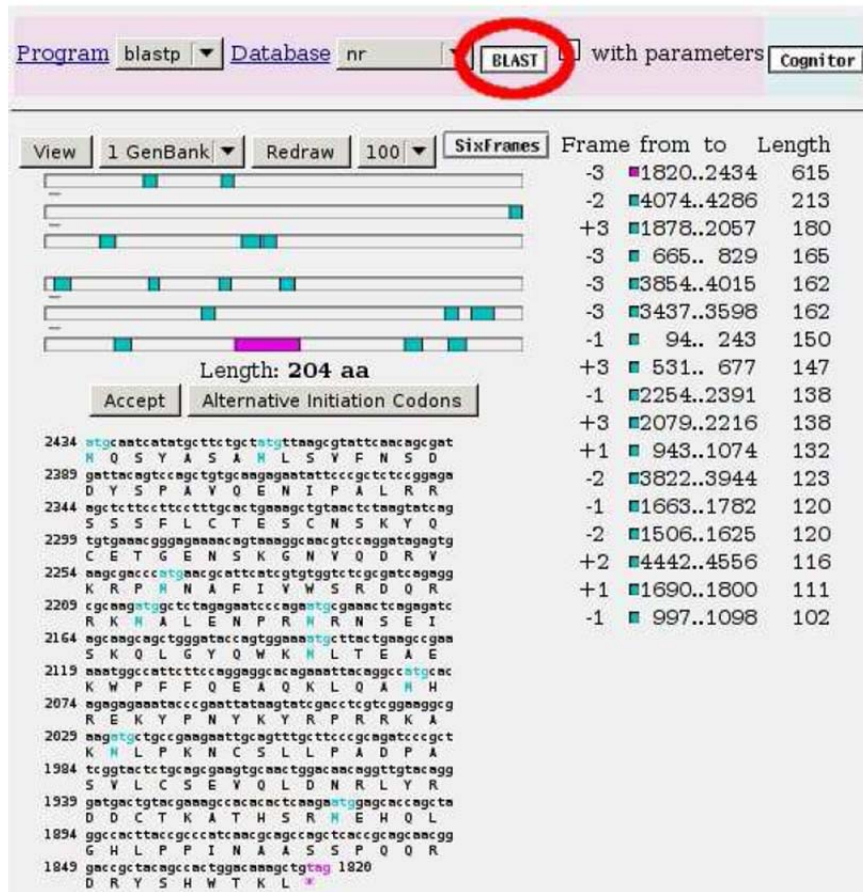 Program blastp Database nr BLAST with parameters Cognitor
View 1 GenBank Redraw 100 SixFrames
Frame from to Length
-3 1820..2434 615
-2 4074..4286 213
+3 1878..2057 180
-3 665.. 829 165
-3 3854..4015 162
-3 3437..3598 162
-1 94.. 243 150
+3 531.. 677 147
-1 2254..2391 138
+3 2079..2216 138
+1 943..1074 132
-2 3822..3944 123
-1 1663..1782 120
-2 1506..1625 120
+2 4442..4556 116
+1 1690..1800 111
-1 997..1098 102
Length: 204 aa
Accept Alternative Initiation Codons
2434 atgcaatcatatgcttctgctatgttaagcgtattcaacagcgat
M Q S Y A S A M L S V F N S D
2389 gattacagtccagctgtgcaagagaatattcccgctctccggaga
D Y S P A V Q E N I P A L R R
2344 agctcttccttcctttgcactgaaagctgtaactctaagtatcag
S S S F L C T E S C N S K Y Q
2299 tgtgaaacgggagaaaacagtaaaggcaacgtccaggatagagtg
C E T G E N S K G N V Q D R V
2254 aagcgacccatgaacgcattcatcgtgtggtctcgcgatcagagg
K R P M N A F I V W S R D Q R
2209 cgcaagatggctctagagaatcccagaatgcgaaactcagagatc
R K M A L E N P R M R N S E I
2164 agcaagcagctgggataccagtggaaaatgcttactgaagccgaa
S K Q L G Y Q W K M L T E A E
2119 aaatggccattcttccaggaggcacagaaattacaggccatgcac
K W P F F Q E A Q K L Q A M H
2074 agagagaaatacccgaattataagtatcgacctcgtcggaaggcg
R E K Y P N Y K Y R P R R K A
2029 aagatgctgccgaagaattgcagtttgcttcccgcagatcccgct
K M L P K N C S L L P A D P A
1984 tcggtactctgcagcgaagtgcaactggacaacaggttgtacagg
S V L C S E V Q L D N R L Y R
1939 gatgactgtacgaaagccacacactcaagaatggagcaccagcta
D D C T K A T H S R M E H Q L
1894 ggccacttaccgcccatcaacgcagccagctcaccgcagcaacgg
G H L P P I N A A S S P Q Q R
1849 gaccgctacagccactggacaaagctgtag 1820
D R Y S H W T K L *